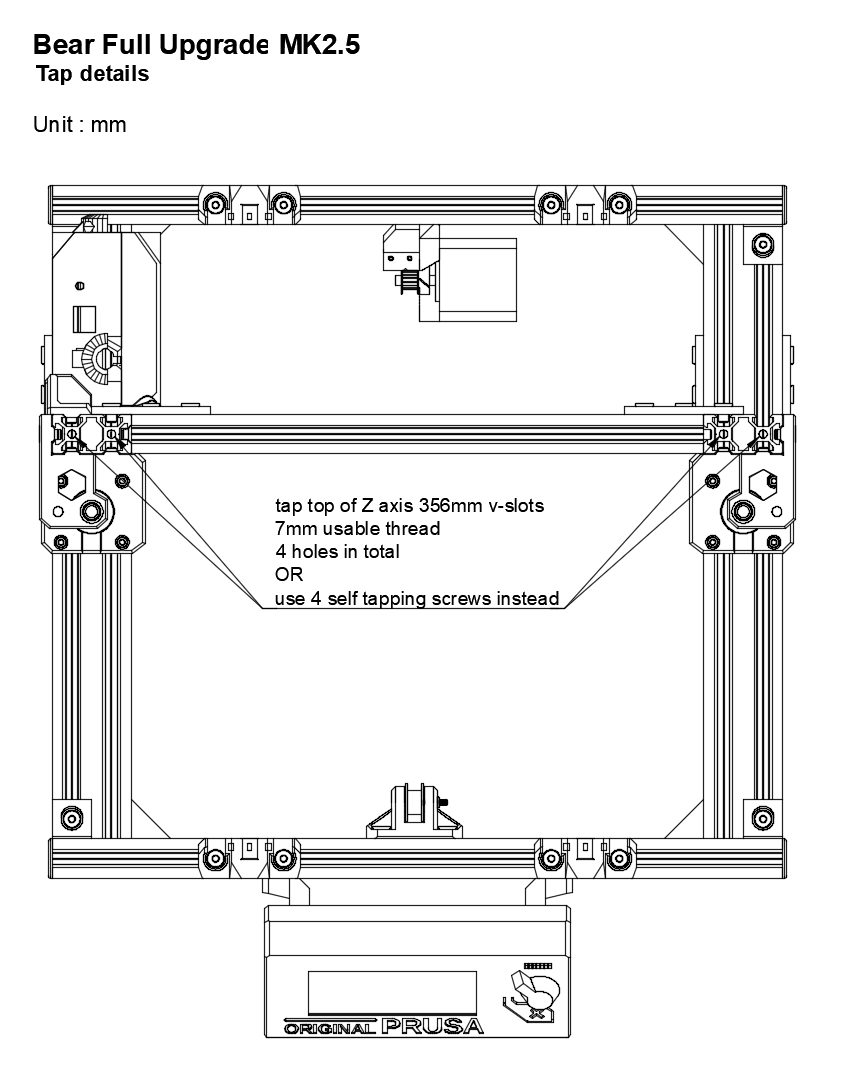 Bear Full Upgrade MK2.5
Tap details
Unit : mm
tap top of Z axis 356mm v-slots
7mm usable thread
4 holes in total
OR
use 4 self tapping screws instead
ORIGINAL PRUSA